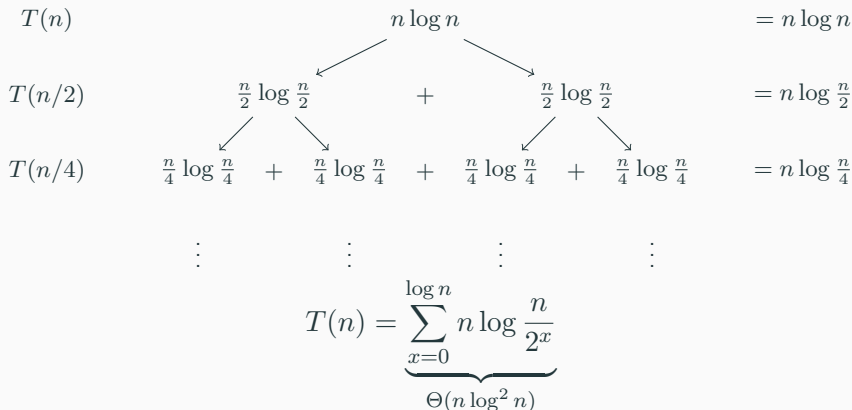 T(n) n log n = n log n
T(n/2) n/2 log n/2 + n/2 log n/2 = n log n/2
T(n/4) n/4 log n/4 + n/4 log n/4 + n/4 log n/4 + n/4 log n/4 = n log n/4
⋮ ⋮ ⋮ ⋮
T(n) = ∑_{x=0}^{log n} n log n/2^x
Θ(n log² n)